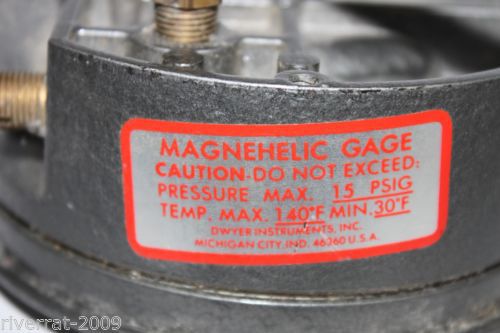 MAGNEHELIC GAGE
CAUTION-DO NOT EXCEED:
PRESSURE MAX. 15 PSIG
TEMP. MAX. 140°F MIN. 30°F
DWYER INSTRUMENTS, INC.
MICHIGAN CITY, IND. 46360 U.S.A.
riverrat-2009